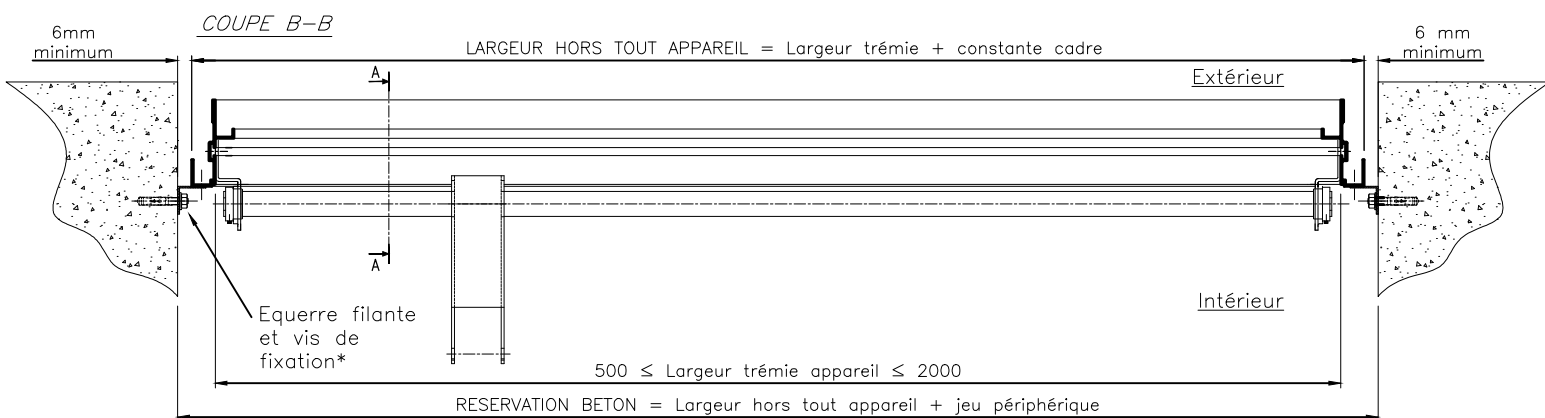 COUPE B-B
6mm
minimum
LARGEUR HORS TOUT APPAREIL = Largeur trémie + constante cadre
6 mm
minimum
A
Extérieur
A
Intérieur
Equerre filante
et vis de
fixation*
500 ≤ Largeur trémie appareil ≤ 2000
RESERVATION BETON = Largeur hors tout appareil + jeu périphérique